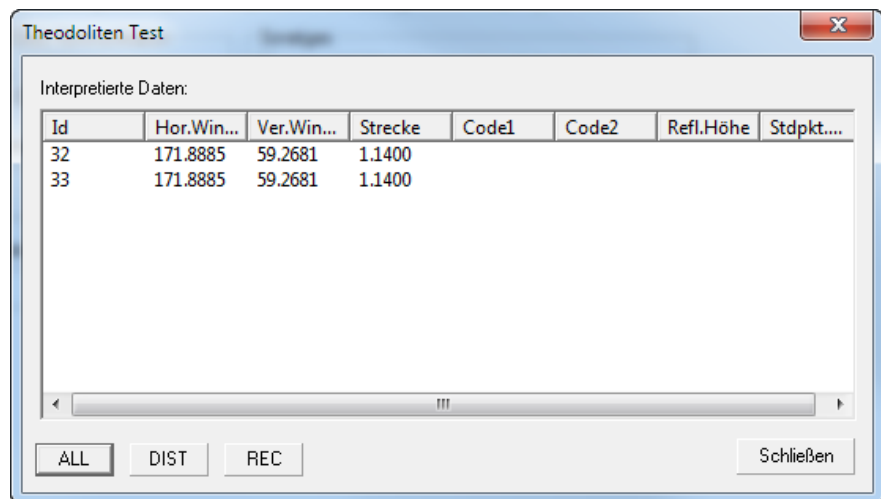 Theodoliten Test
Interpretierte Daten:
Id Hor.Win... Ver.Win... Strecke Code1 Code2 Refl.Höhe Stdpkt....
32 171.8885 59.2681 1.1400
33 171.8885 59.2681 1.1400
ALL DIST REC Schließen